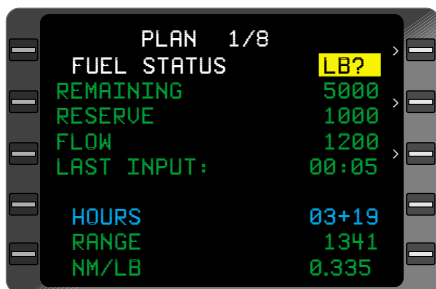 PLAN 1/8
FUEL STATUS LB?
REMAINING 5000
RESERVE 1000
FLOW 1200
LAST INPUT: 00:05
HOURS 03+19
RANGE 1341
NM/LB 0.335